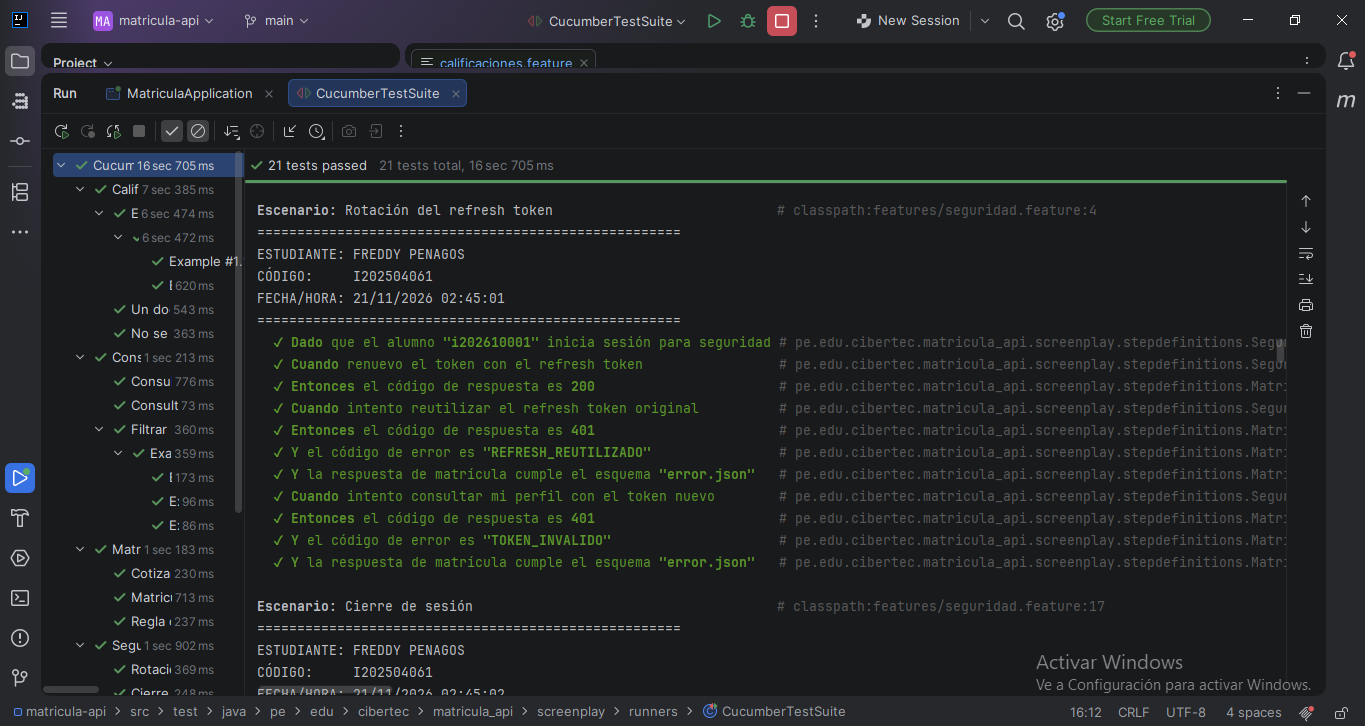 MA matricula-api main CucumberTestSuite New Session Start Free Trial
Project calificaciones.feature
Run MatriculaApplication CucumberTestSuite
Cucum 16 sec 705 ms
21 tests passed 21 tests total, 16 sec 705 ms
Calif 7 sec 385 ms
E 6 sec 474 ms
6 sec 472 ms
Example #1.
E 620 ms
Un do 543 ms
No se 363 ms
Cons 1 sec 213 ms
Consu 776 ms
Consult 73 ms
Filtrar 360 ms
Exa 359 ms
E 173 ms
E: 96 ms
E: 86 ms
Matr 1 sec 183 ms
Cotiza 230 ms
Matric 713 ms
Regla 237 ms
Segu 1 sec 902 ms
Rotaci 369 ms
Cierre 248 ms
Escenario: Rotación del refresh token # classpath:features/seguridad.feature:4
=====================================================
ESTUDIANTE: FREDDY PENAGOS
CÓDIGO: I202504061
FECHA/HORA: 21/11/2026 02:45:01
=====================================================
✓ Dado que el alumno "i202610001" inicia sesión para seguridad # pe.edu.cibertec.matricula_api.screenplay.stepdefinitions.Segur
✓ Cuando renuevo el token con el refresh token # pe.edu.cibertec.matricula_api.screenplay.stepdefinitions.Segur
✓ Entonces el código de respuesta es 200 # pe.edu.cibertec.matricula_api.screenplay.stepdefinitions.Matri
✓ Cuando intento reutilizar el refresh token original # pe.edu.cibertec.matricula_api.screenplay.stepdefinitions.Segur
✓ Entonces el código de respuesta es 401 # pe.edu.cibertec.matricula_api.screenplay.stepdefinitions.Matri
✓ Y el código de error es "REFRESH_REUTILIZADO" # pe.edu.cibertec.matricula_api.screenplay.stepdefinitions.Matri
✓ Y la respuesta de matrícula cumple el esquema "error.json" # pe.edu.cibertec.matricula_api.screenplay.stepdefinitions.Matri
✓ Cuando intento consultar mi perfil con el token nuevo # pe.edu.cibertec.matricula_api.screenplay.stepdefinitions.Segur
✓ Entonces el código de respuesta es 401 # pe.edu.cibertec.matricula_api.screenplay.stepdefinitions.Matri
✓ Y el código de error es "TOKEN_INVALIDO" # pe.edu.cibertec.matricula_api.screenplay.stepdefinitions.Matri
✓ Y la respuesta de matrícula cumple el esquema "error.json" # pe.edu.cibertec.matricula_api.screenplay.stepdefinitions.Matri
Escenario: Cierre de sesión # classpath:features/seguridad.feature:17
=====================================================
ESTUDIANTE: FREDDY PENAGOS
CÓDIGO: I202504061
FECHA/HORA: 21/11/2026 02:45:02
Activar Windows
Ve a Configuración para activar Windows.
matricula-api > src > test > java > pe > edu > cibertec > matricula_api > screenplay > runners > CucumberTestSuite 16:12 CRLF UTF-8 4 spaces